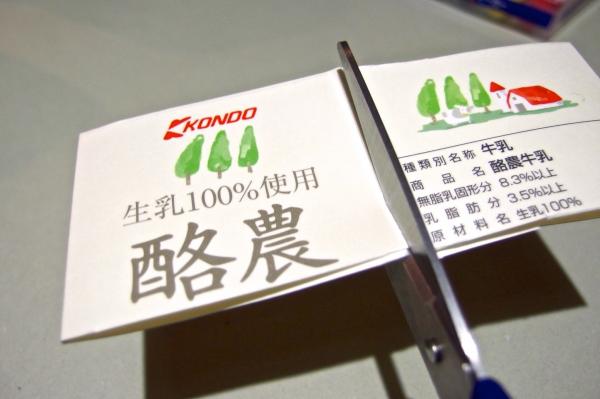 KONDO
生乳100%使用
酪農
種類別名称 牛乳
商品名 酪農牛乳
無脂乳固形分 8.3%以上
乳脂肪分 3.5%以上
原材料名 生乳100%